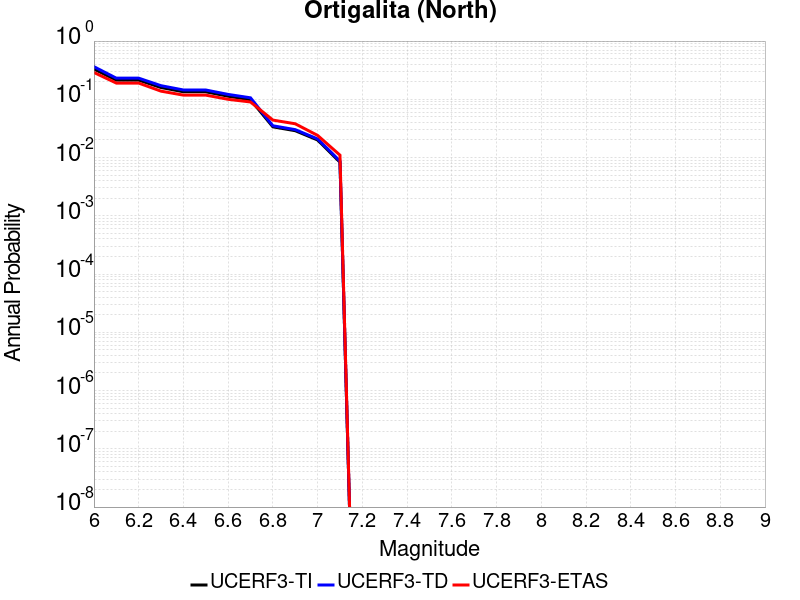 Ortigalita (North)
10^0
10^-1
10^-2
10^-3
10^-4
10^-5
10^-6
10^-7
10^-8
Annual Probability
6 6.2 6.4 6.6 6.8 7 7.2 7.4 7.6 7.8 8 8.2 8.4 8.6 8.8 9
Magnitude
UCERF3-TI UCERF3-TD UCERF3-ETAS